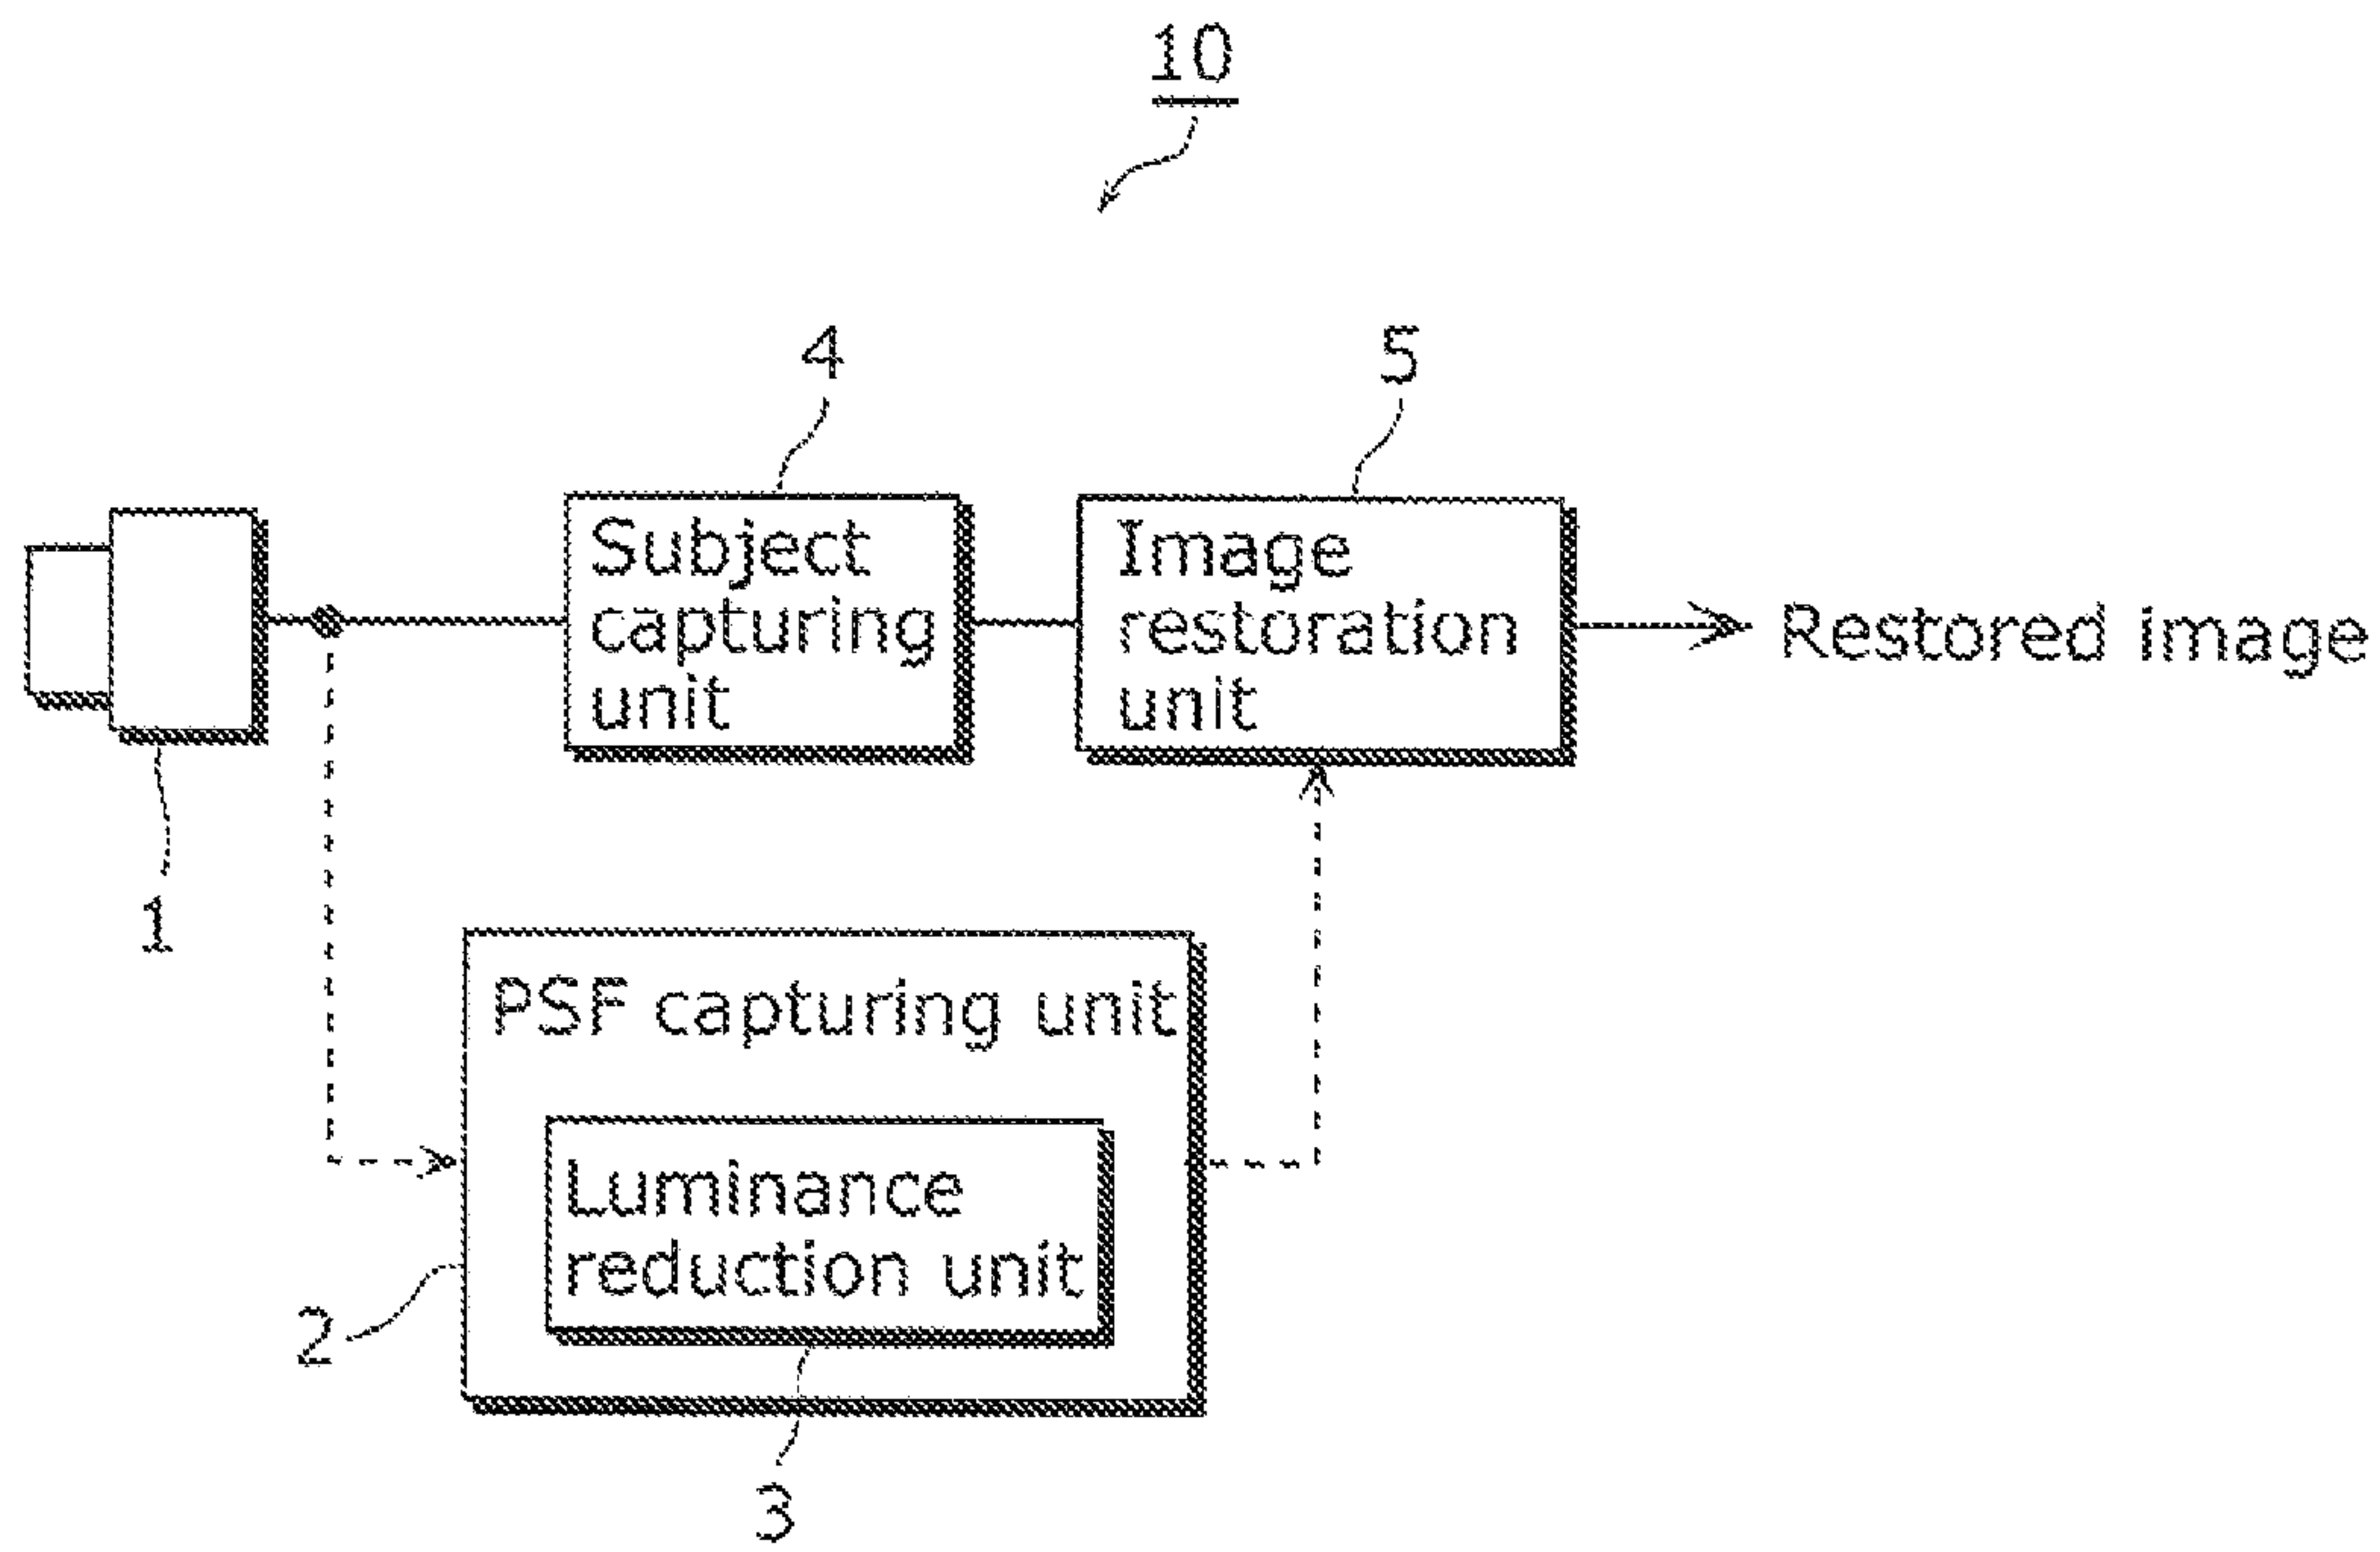 10
4
5
Subject
capturing
unit
Image
restoration
unit
Restored image
1
PSF capturing unit
Luminance
reduction unit
2
3